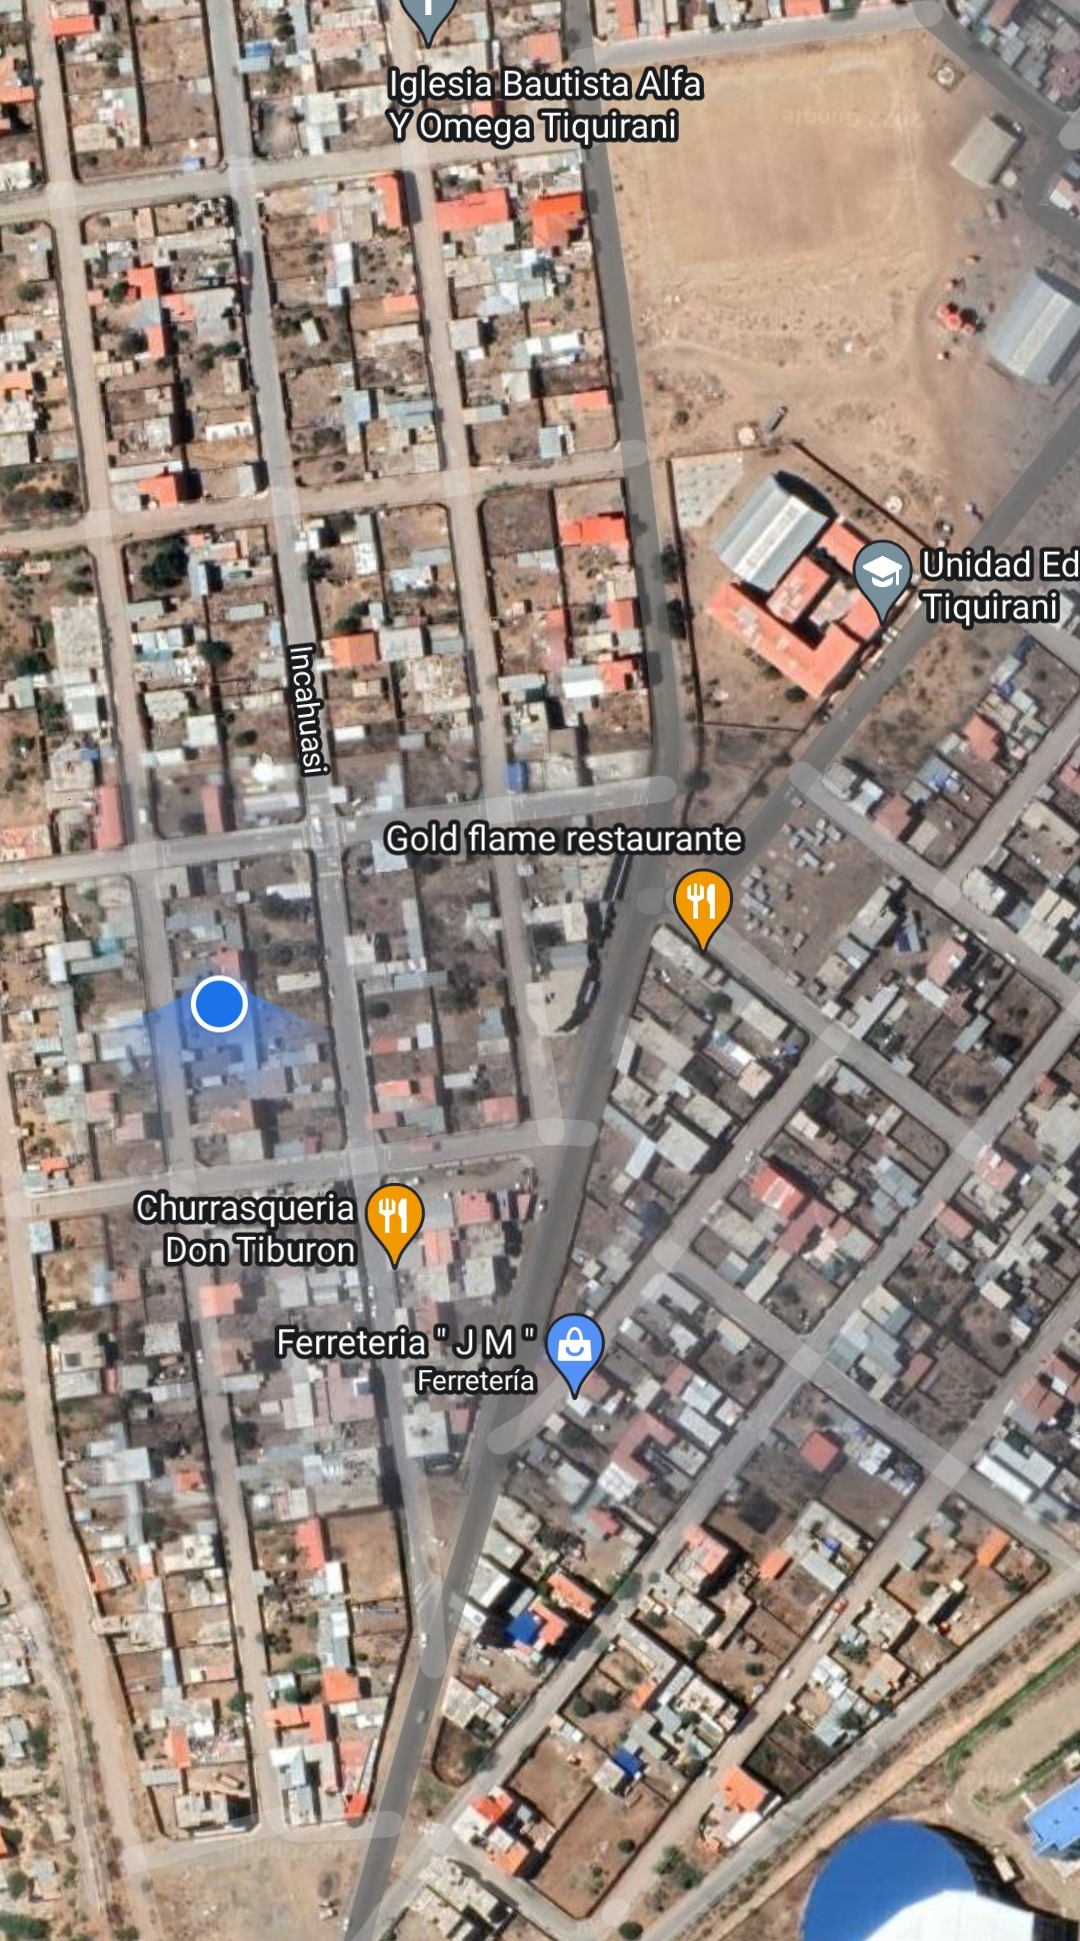 Iglesia Bautista Alfa
Y Omega Tiquirani
Unidad Ed
Tiquirani
Incahuasi
Gold flame restaurante
Churrasqueria
Don Tiburon
Ferreteria " J M "
Ferretería